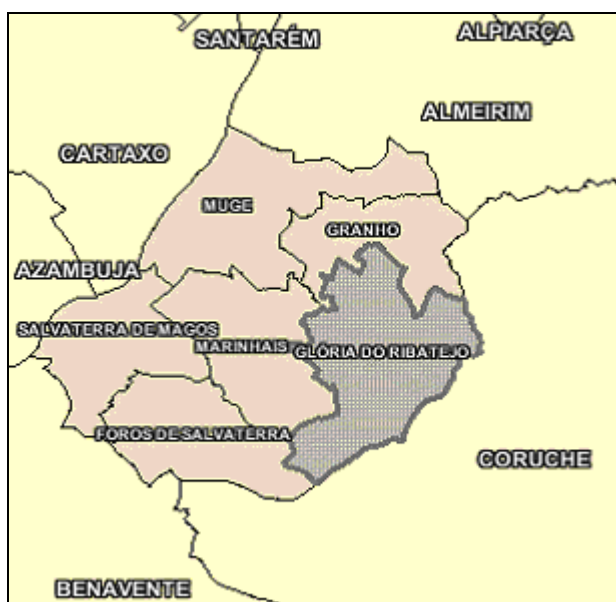 SANTARÉM
ALPIARÇA
ALMEIRIM
CARTAXO
MUGE
GRANHO
AZAMBUJA
SALVATERRA DE MAGOS
MARINHAIS
GLÓRIA DO RIBATEJO
FOROS DE SALVATERRA
CORUCHE
BENAVENTE